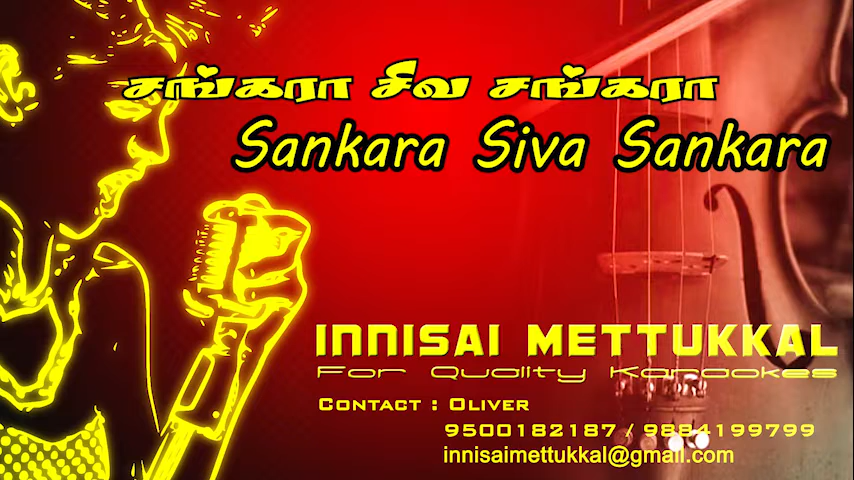 சங்கரா சிவ சங்கரா
Sankara Siva Sankara
INNISAI METTUKKAL
For Quality Karaokes
Contact : Oliver
9500182187 / 9884199799
innisaimettukkal@gmail.com